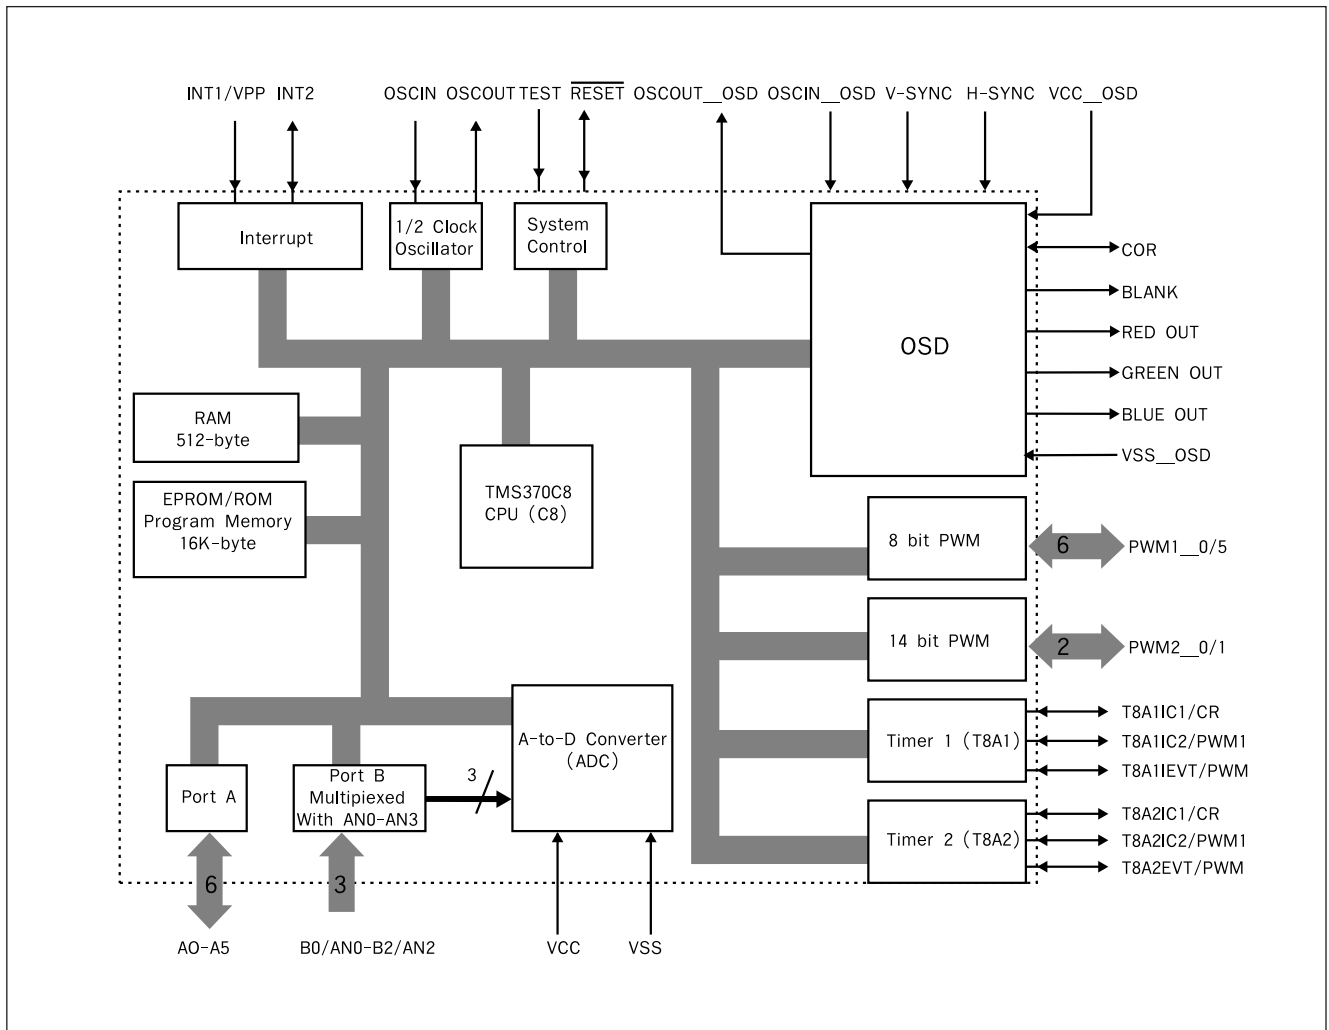 INT1/VPP INT2 OSCIN OSCOUT TEST RESET OSCOUT__OSD OSCIN__OSD V-SYNC H-SYNC VCC__OSD
Interrupt
1/2 Clock
Oscillator
System
Control
OSD
COR
BLANK
RED OUT
GREEN OUT
BLUE OUT
VSS__OSD
RAM
512-byte
EPROM/ROM
Program Memory
16K-byte
TMS370C8
CPU (C8)
8 bit PWM
6
PWM1__0/5
14 bit PWM
2
PWM2__0/1
Timer 1 (T8A1)
T8A1IC1/CR
T8A1IC2/PWM1
T8A1IEVT/PWM
Timer 2 (T8A2)
T8A2IC1/CR
T8A2IC2/PWM1
T8A2EVT/PWM
A-to-D Converter
(ADC)
Port A
Port B
Multipiexed
With AN0-AN3
3
6
3
AO-A5
B0/AN0-B2/AN2
VCC
VSS